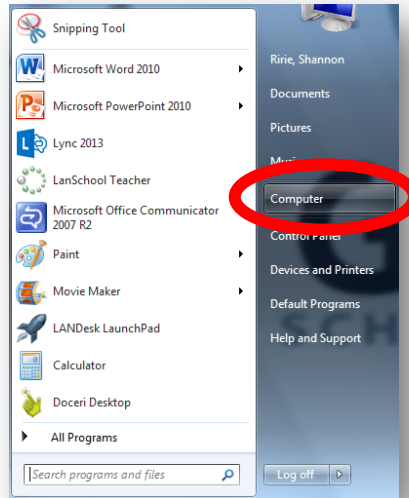 Snipping Tool
Microsoft Word 2010
Microsoft PowerPoint 2010
Lync 2013
LanSchool Teacher
Microsoft Office Communicator
2007 R2
Paint
Movie Maker
LANDesk LaunchPad
Calculator
Doceri Desktop
All Programs
Search programs and files
Ririe, Shannon
Documents
Pictures
Music
Computer
Control Panel
Devices and Printers
Default Programs
Help and Support
Log off